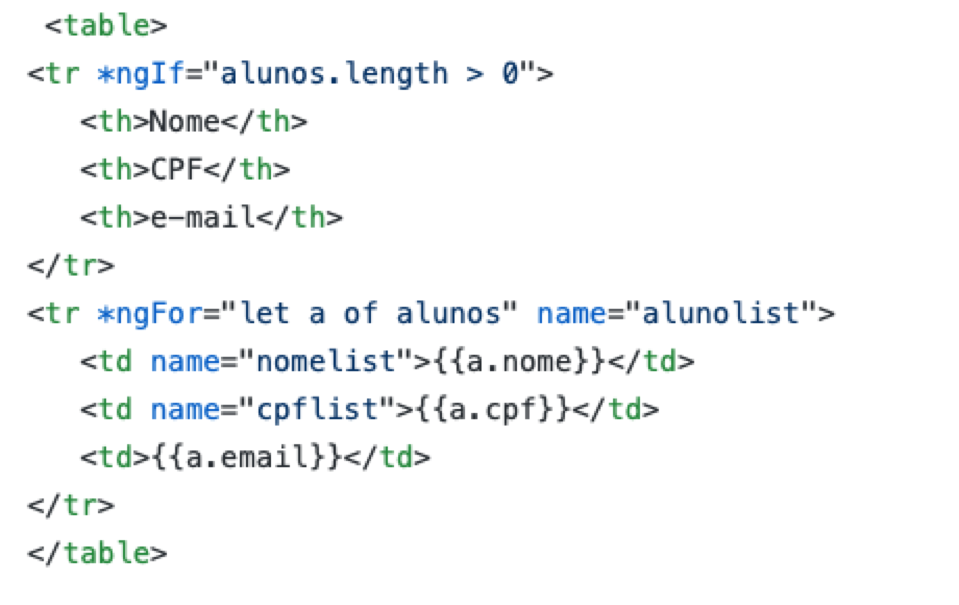 <table>
<tr *ngIf="alunos.length > 0">
<th>Nome</th>
<th>CPF</th>
<th>e-mail</th>
</tr>
<tr *ngFor="let a of alunos" name="alunolist">
<td name="nomelist">{{a.nome}}</td>
<td name="cpflist">{{a.cpf}}</td>
<td>{{a.email}}</td>
</tr>
</table>